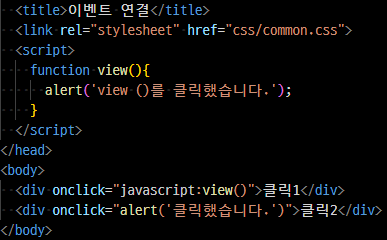 <title>이벤트 연결</title>
<link rel="stylesheet" href="css/common.css">
<script>
function view(){
alert('view ()를 클릭했습니다.');
}
</script>
</head>
<body>
<div onclick="javascript:view()">클릭1</div>
<div onclick="alert('클릭했습니다.')">클릭2</div>
</body>